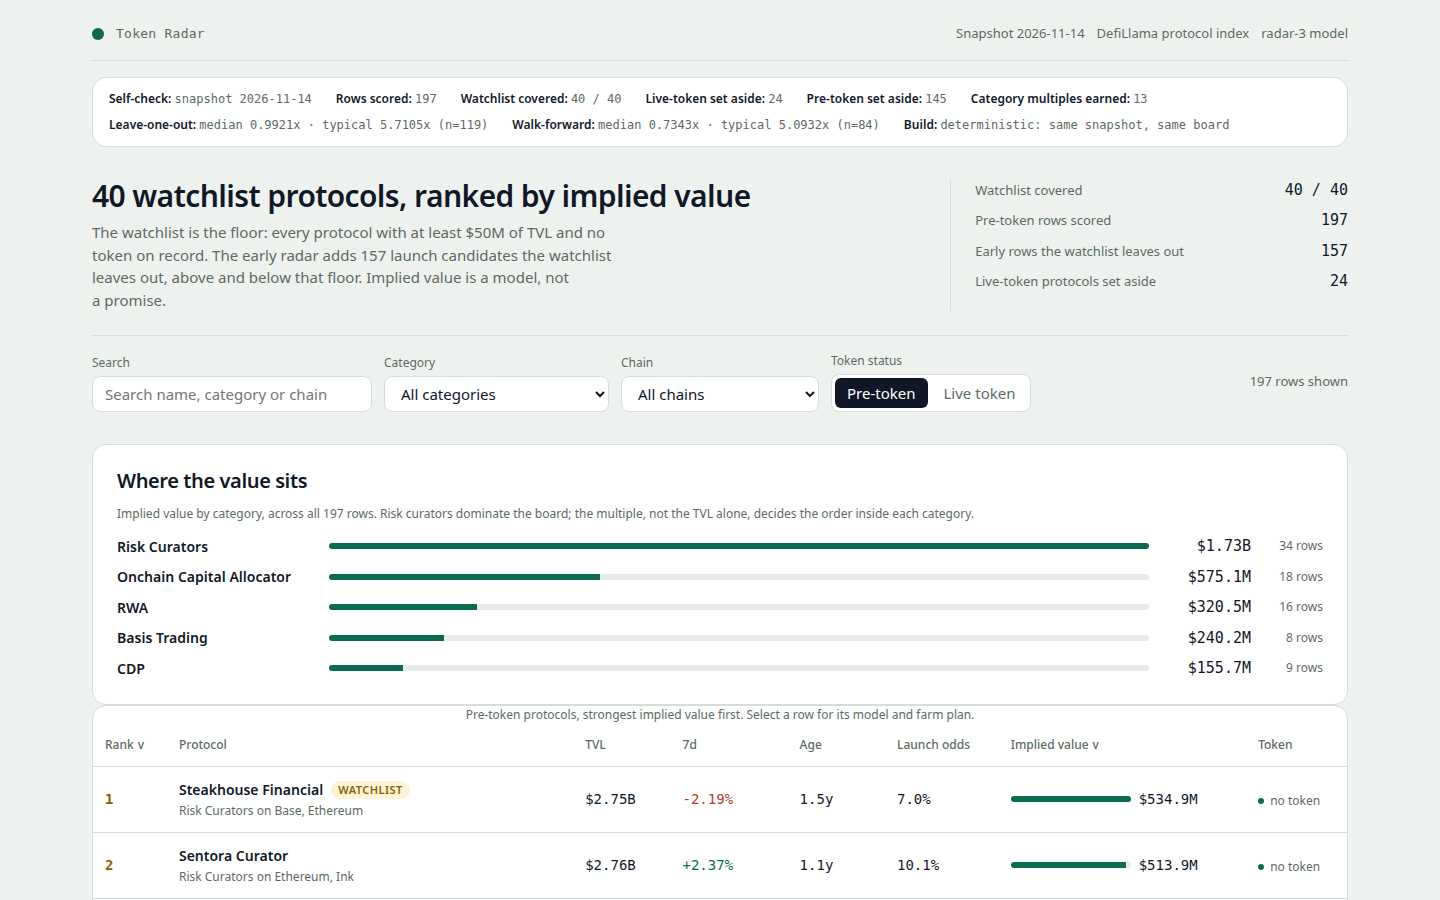 Token Radar
Snapshot 2026-11-14 DefiLlama protocol index radar-3 model
Self-check: snapshot 2026-11-14 Rows scored: 197 Watchlist covered: 40 / 40 Live-token set aside: 24 Pre-token set aside: 145 Category multiples earned: 13
Leave-one-out: median 0.9921x · typical 5.7105x (n=119) Walk-forward: median 0.7343x · typical 5.0932x (n=84) Build: deterministic: same snapshot, same board
40 watchlist protocols, ranked by implied value
The watchlist is the floor: every protocol with at least $50M of TVL and no
token on record. The early radar adds 157 launch candidates the watchlist
leaves out, above and below that floor. Implied value is a model, not
a promise.
Watchlist covered 40 / 40
Pre-token rows scored 197
Early rows the watchlist leaves out 157
Live-token protocols set aside 24
Search Category Chain Token status
Search name, category or chain All categories All chains Pre-token Live token 197 rows shown
Where the value sits
Implied value by category, across all 197 rows. Risk curators dominate the board; the multiple, not the TVL alone, decides the order inside each category.
Risk Curators $1.73B 34 rows
Onchain Capital Allocator $575.1M 18 rows
RWA $320.5M 16 rows
Basis Trading $240.2M 8 rows
CDP $155.7M 9 rows
Pre-token protocols, strongest implied value first. Select a row for its model and farm plan.
Rank v Protocol TVL 7d Age Launch odds Implied value v Token
1 Steakhouse Financial WATCHLIST $2.75B -2.19% 1.5y 7.0% $534.9M no token
Risk Curators on Base, Ethereum
2 Sentora Curator $2.76B +2.37% 1.1y 10.1% $513.9M no token
Risk Curators on Ethereum, Ink